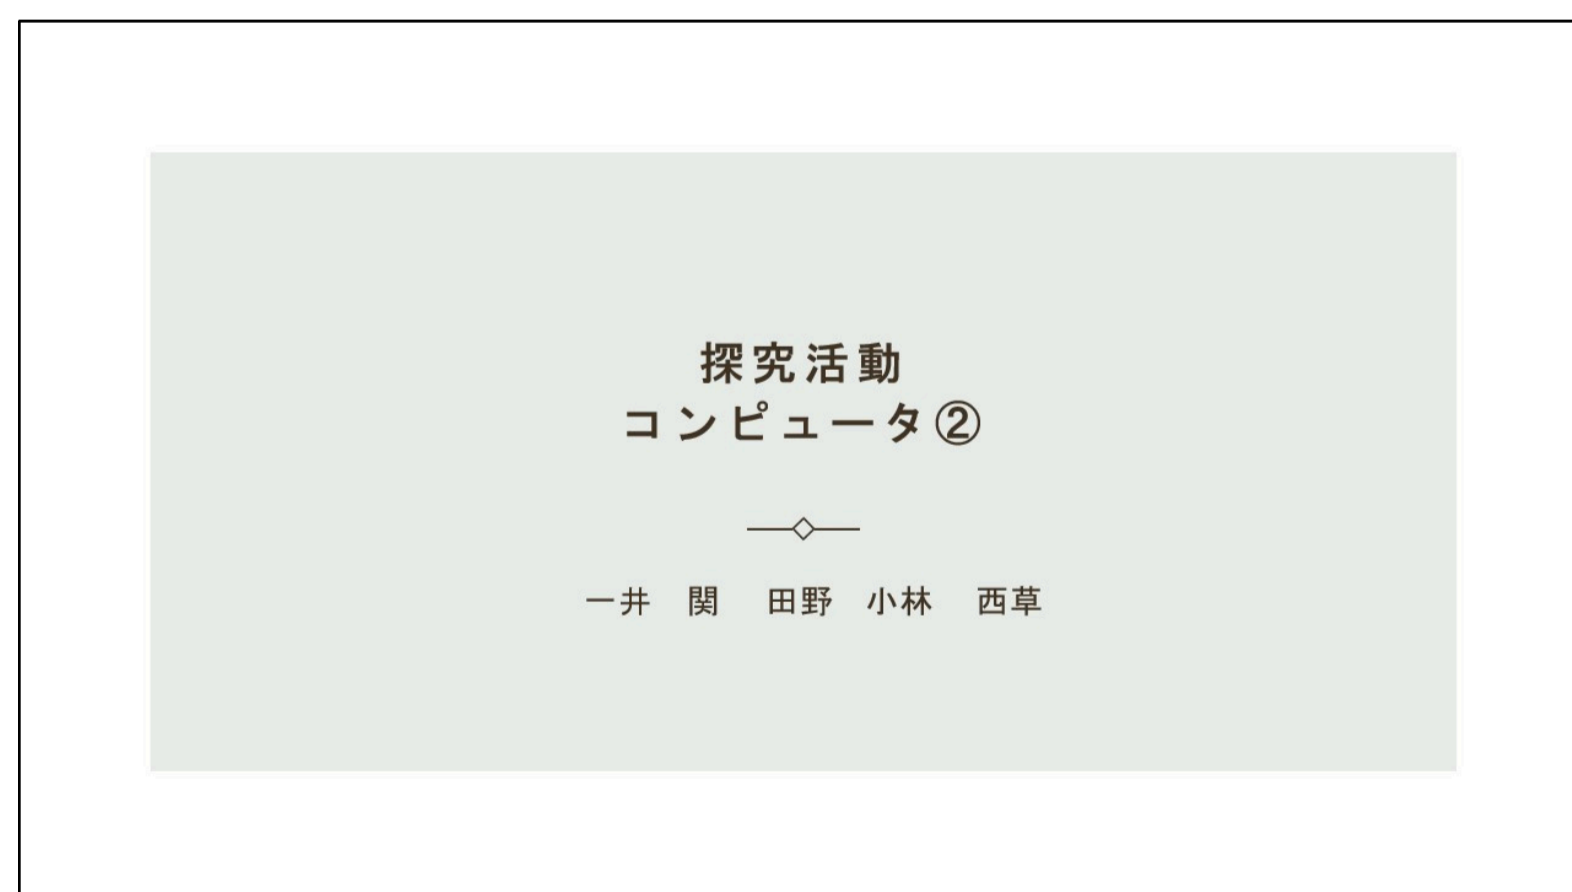 探究活動
コンピュータ②
一井　関　田野　小林　西草